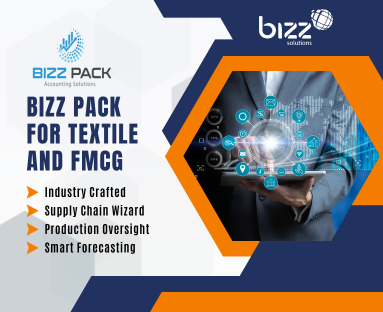 bizz
solutions
BIZZ PACK
Accounting Solutions
BIZZ PACK
FOR TEXTILE
AND FMCG
Industry Crafted
Supply Chain Wizard
Production Oversight
Smart Forecasting